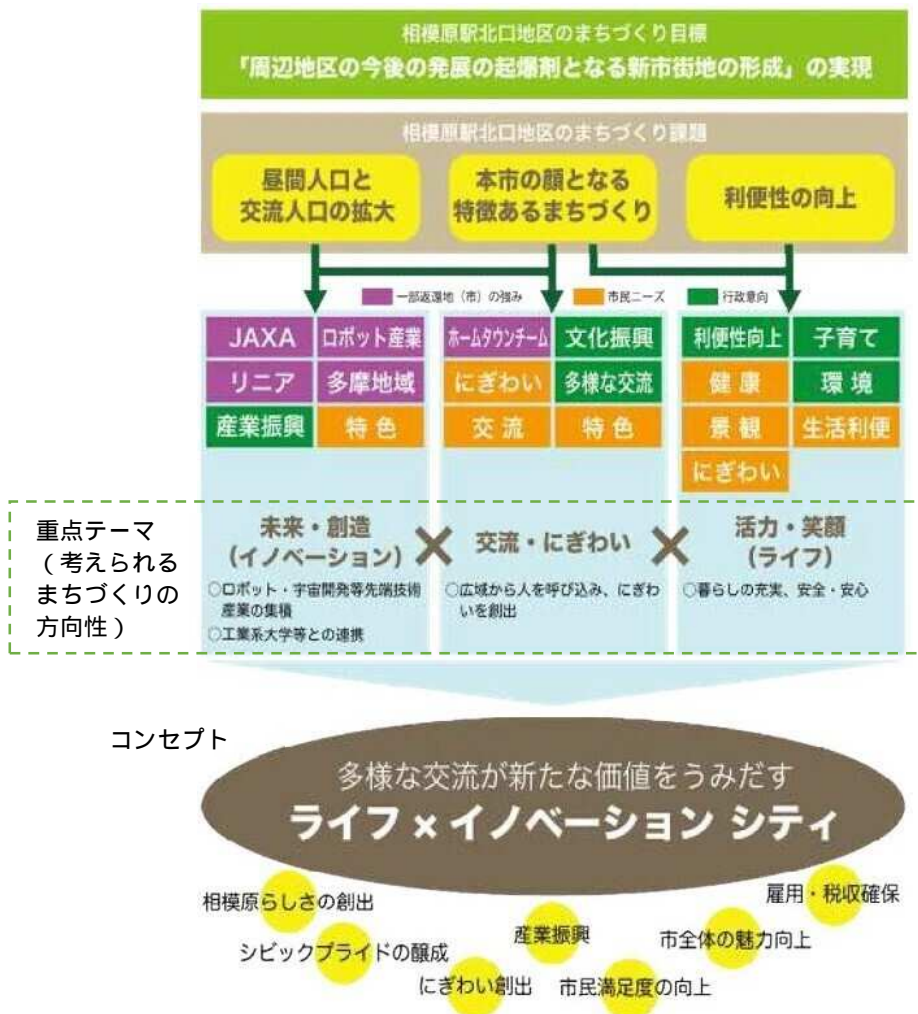 相模原駅北口地区のまちづくり目標
「周辺地区の今後の発展の起爆剤となる新市街地の形成」の実現
相模原駅北口地区のまちづくり課題
昼間人口と
交流人口の拡大
本市の顔となる
特徴あるまちづくり
利便性の向上
一部返還地（市）の強み
市民ニーズ
行政意向
JAXA
ロボット産業
リニア
多摩地域
産業振興
特色
ホームタウンチーム
文化振興
にぎわい
多様な交流
交流
特色
利便性向上
子育て
健康
環境
景観
生活利便
にぎわい
重点テーマ
（考えられる
まちづくりの
方向性）
未来・創造
（イノベーション）
×
交流・にぎわい
×
活力・笑顔
（ライフ）
○ロボット・宇宙開発等先端技術
産業の集積
○工業系大学等との連携
○広域から人を呼び込み、にぎわ
いを創出
○暮らしの充実、安全・安心
コンセプト
多様な交流が新たな価値をうみだす
ライフ×イノベーション シティ
相模原らしさの創出
シビックプライドの醸成
にぎわい創出
産業振興
市民満足度の向上
市全体の魅力向上
雇用・税収確保